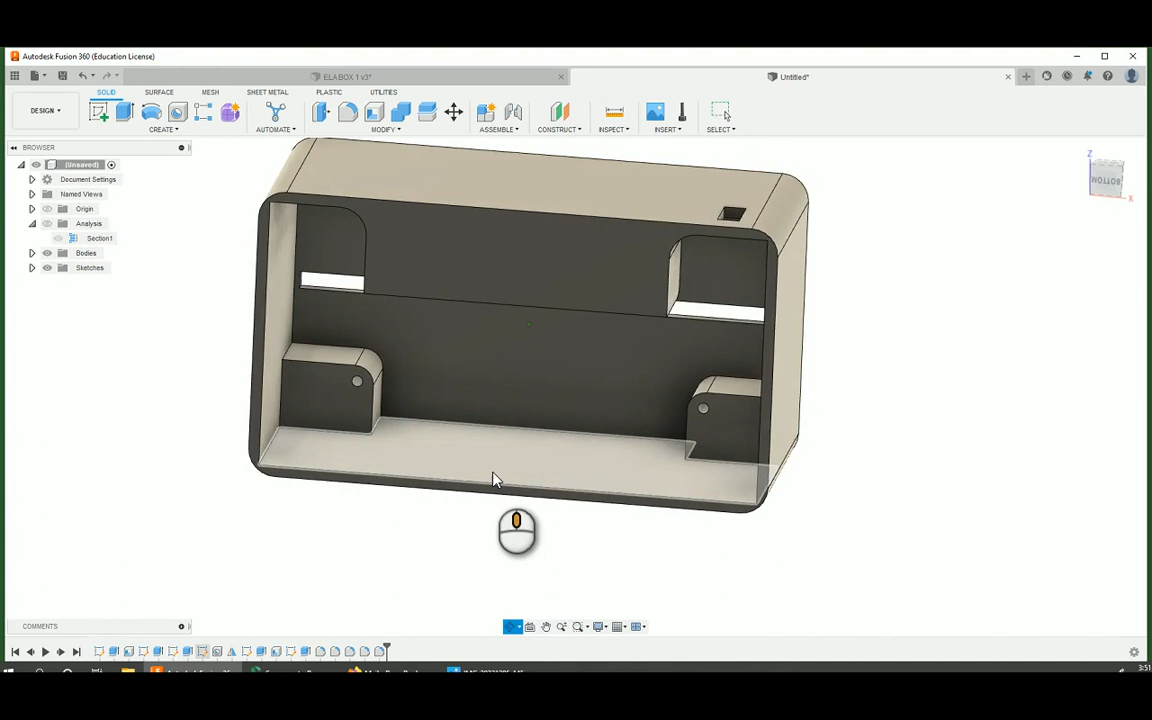 Autodesk Fusion 360 (Education License)
ELABOX 1 v3*
Untitled*
DESIGN
SOLID SURFACE MESH SHEET METAL PLASTIC UTILITIES
CREATE AUTOMATE MODIFY ASSEMBLE CONSTRUCT INSPECT INSERT SELECT
BROWSER
(Unsaved)
Document Settings
Named Views
Origin
Analysis
Section1
Bodies
Sketches
Z
BOTTOM
X
COMMENTS
3:51